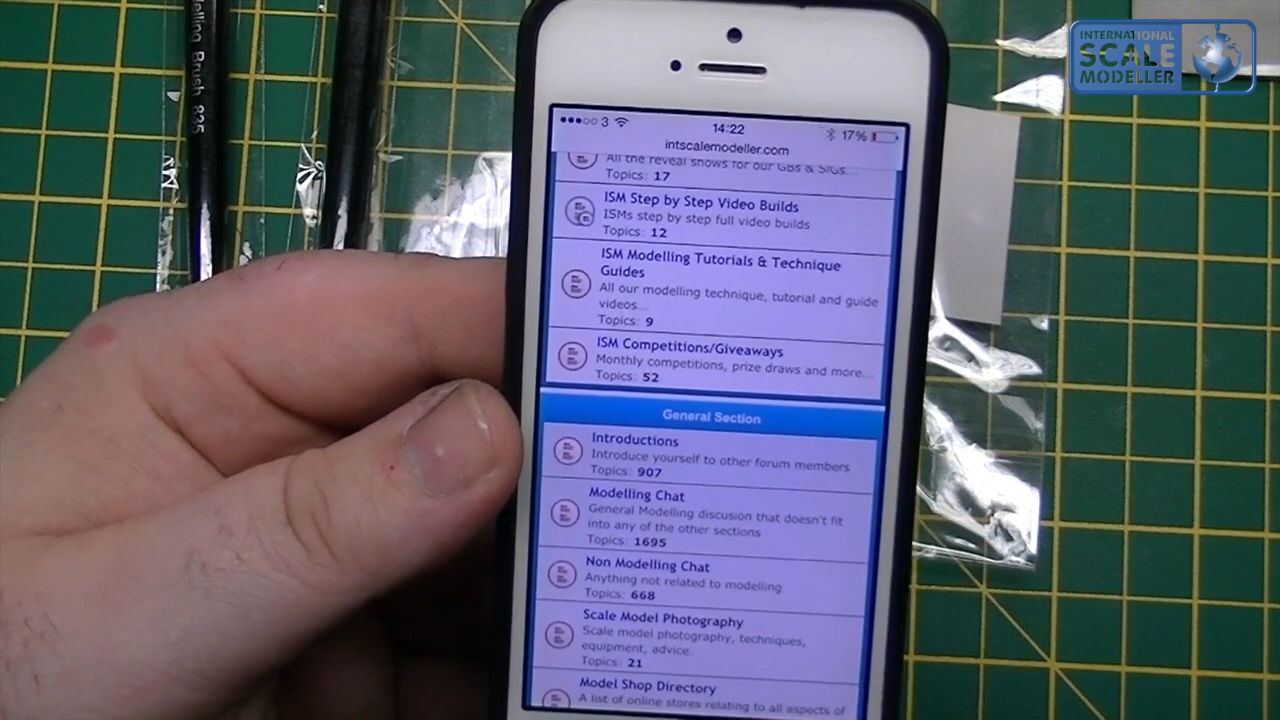 elling Brush 835
INTERNATIONAL
SCALE
MODELLER
3
14:22
17%
intscalemodeller.com
All the reveal shows for our GBs & SIGs...
Topics: 17
ISM Step by Step Video Builds
ISMs step by step full video builds
Topics: 12
ISM Modelling Tutorials & Technique
Guides
All our modelling technique, tutorial and guide
videos...
Topics: 9
ISM Competitions/Giveaways
Monthly competitions, prize draws and more...
Topics: 52
General Section
Introductions
Introduce yourself to other forum members
Topics: 907
Modelling Chat
General Modelling discusion that doesn't fit
into any of the other sections
Topics: 1695
Non Modelling Chat
Anything not related to modelling
Topics: 668
Scale Model Photography
Scale model photography, techniques,
equipment, advice.
Topics: 21
Model Shop Directory
A list of online stores relating to all aspects of